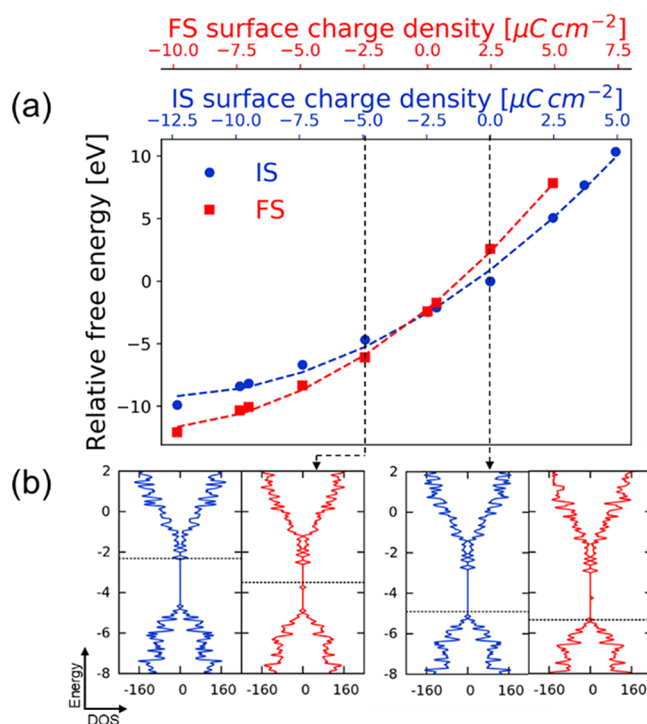 FS surface charge density [μC cm⁻²]
−10.0 −7.5 −5.0 −2.5 0.0 2.5 5.0 7.5
(a)
IS surface charge density [μC cm⁻²]
−12.5 −10.0 −7.5 −5.0 −2.5 0.0 2.5 5.0
Relative free energy [eV]
10
5
0
−5
−10
IS
FS
(b)
2
0
-2
-4
-6
-8
2
0
-2
-4
-6
-8
-160 0 160 -160 0 160 -160 0 160 -160 0 160
Energy
DOS